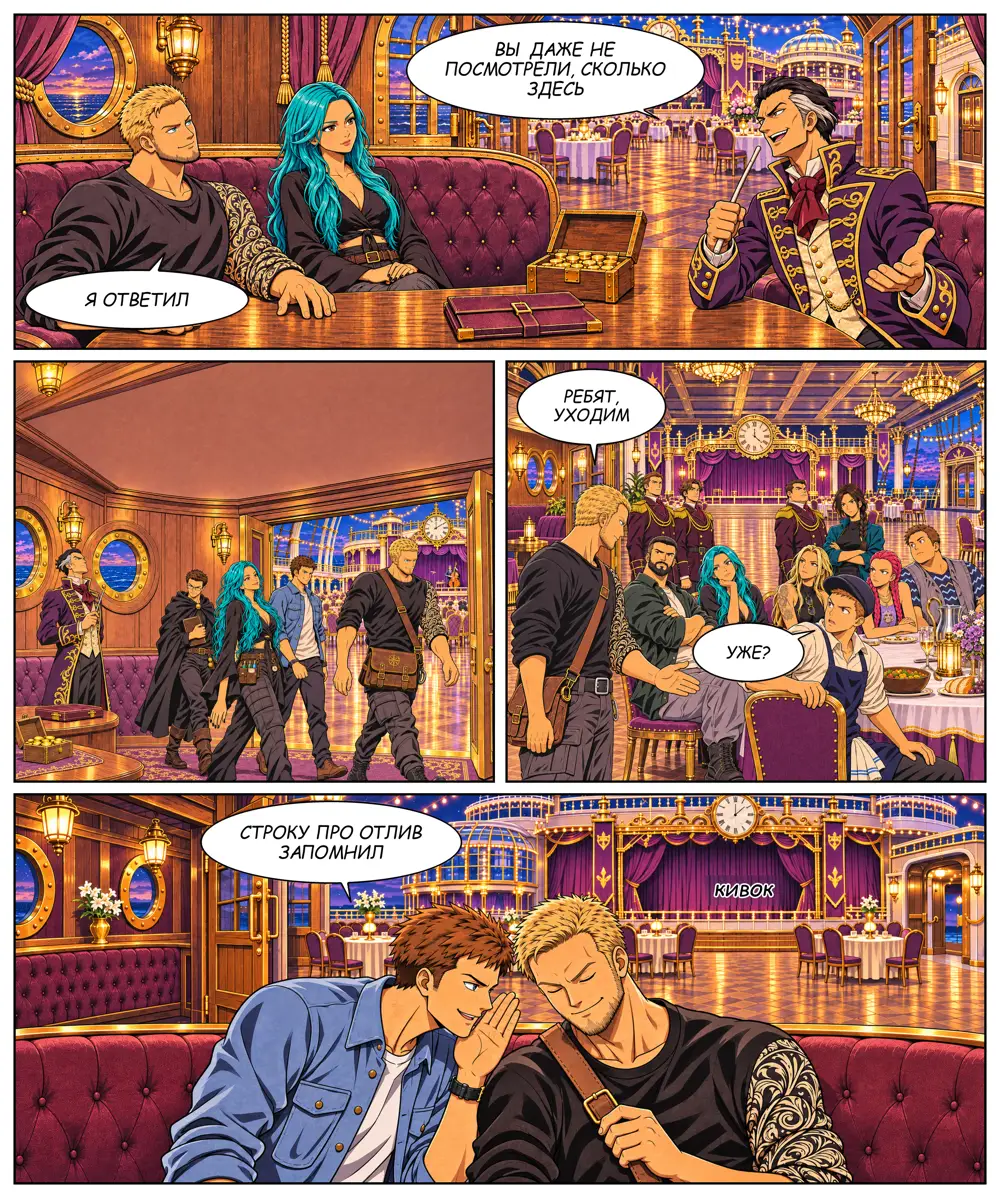 ВЫ ДАЖЕ НЕ
ПОСМОТРЕЛИ, СКОЛЬКО
ЗДЕСЬ
Я ОТВЕТИЛ
РЕБЯТ,
УХОДИМ
УЖЕ?
СТРОКУ ПРО ОТЛИВ
ЗАПОМНИЛ
КИВОК